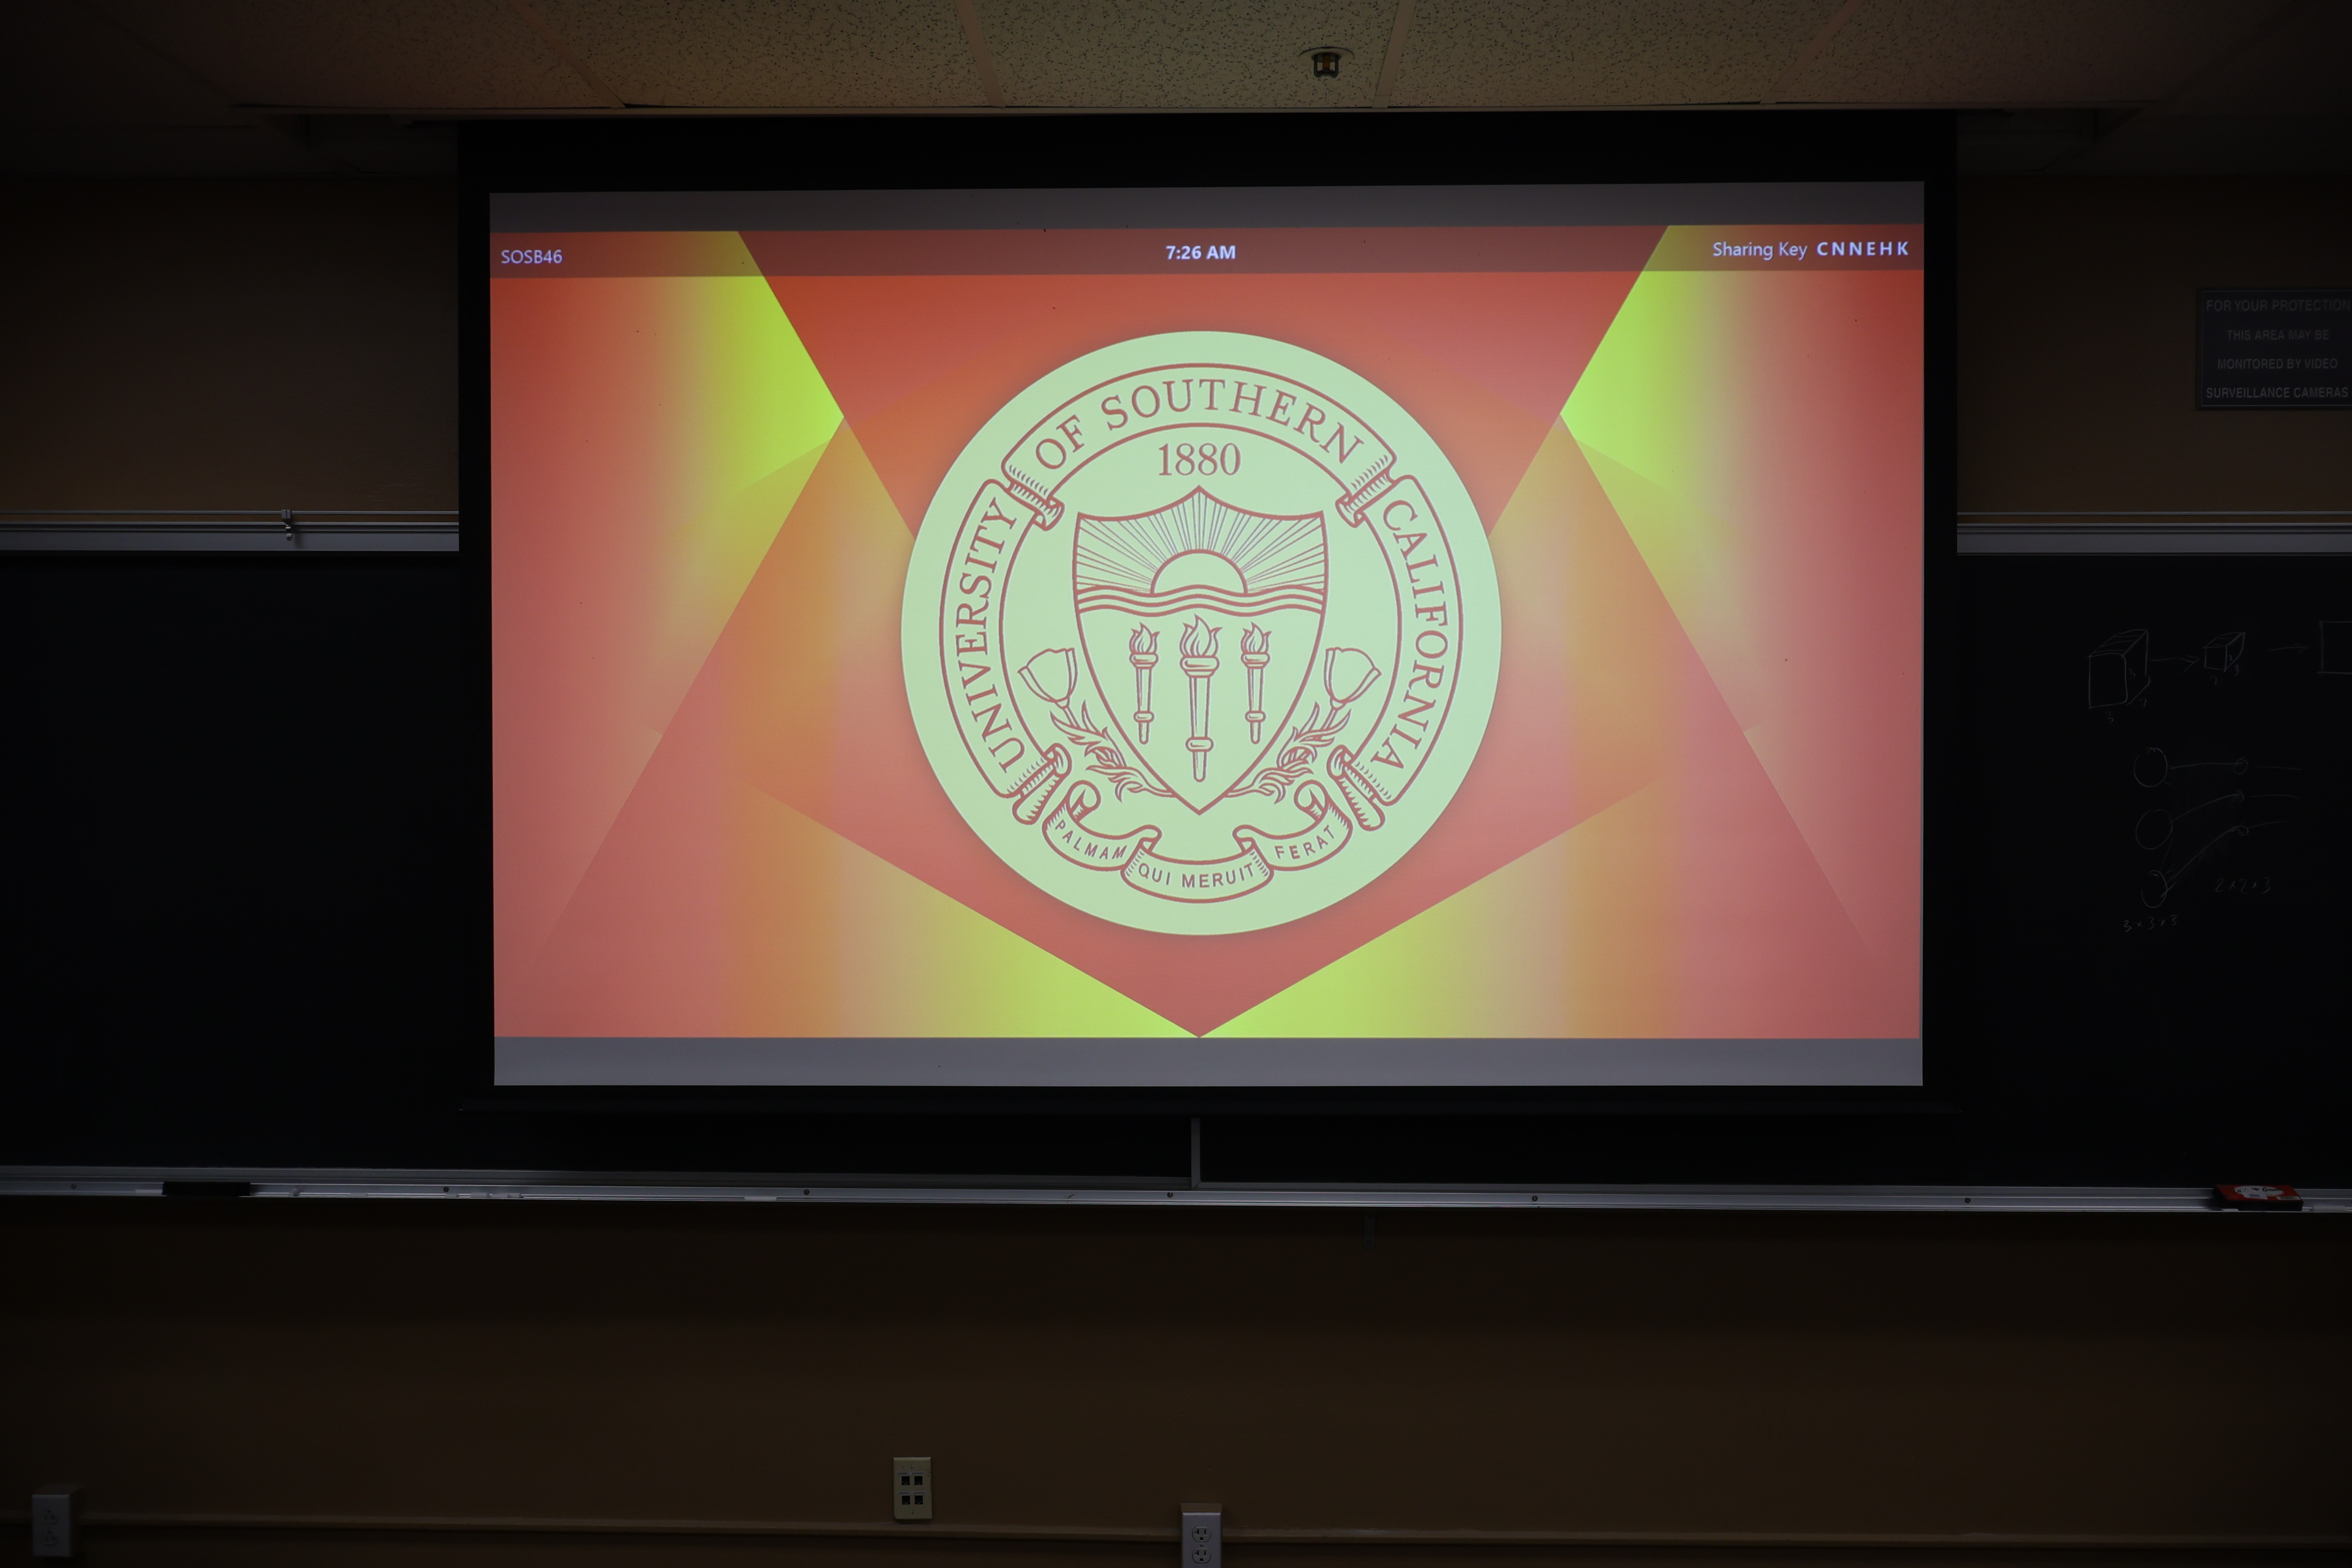 SOSB46
7:26 AM
Sharing Key CNNEHK
UNIVERSITY OF SOUTHERN CALIFORNIA
1880
PALMAM QUI MERUIT FERAT
FOR YOUR PROTECTION
THIS AREA MAY BE
MONITORED BY VIDEO
SURVEILLANCE CAMERAS
2×2×3
3×3×3